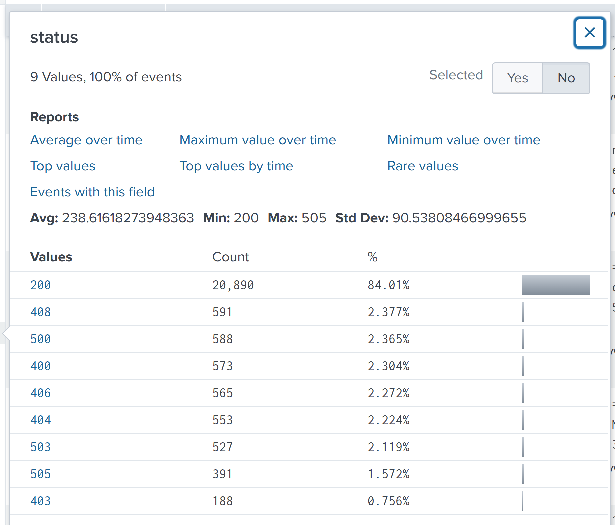 status
9 Values, 100% of events
Selected Yes No
Reports
Average over time Maximum value over time Minimum value over time
Top values Top values by time Rare values
Events with this field
Avg: 238.61618273948363 Min: 200 Max: 505 Std Dev: 90.53808466999655
Values Count %
200 20,890 84.01%
408 591 2.377%
500 588 2.365%
400 573 2.304%
406 565 2.272%
404 553 2.224%
503 527 2.119%
505 391 1.572%
403 188 0.756%